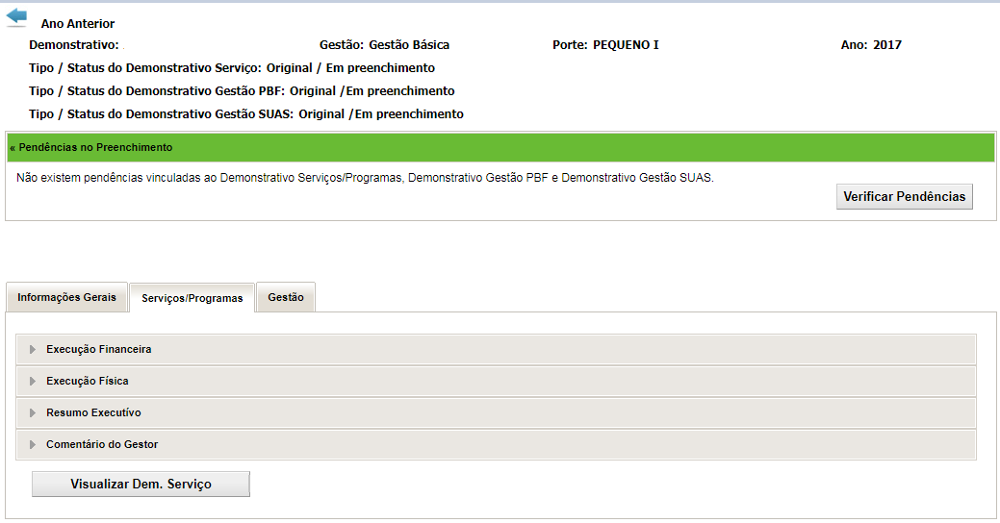 Ano Anterior
Demonstrativo: Gestão: Gestão Básica Porte: PEQUENO I Ano: 2017
Tipo / Status do Demonstrativo Serviço: Original / Em preenchimento
Tipo / Status do Demonstrativo Gestão PBF: Original /Em preenchimento
Tipo / Status do Demonstrativo Gestão SUAS: Original /Em preenchimento
« Pendências no Preenchimento
Não existem pendências vinculadas ao Demonstrativo Serviços/Programas, Demonstrativo Gestão PBF e Demonstrativo Gestão SUAS.
Verificar Pendências
Informações Gerais Serviços/Programas Gestão
Execução Financeira
Execução Física
Resumo Executívo
Comentário do Gestor
Visualizar Dem. Serviço